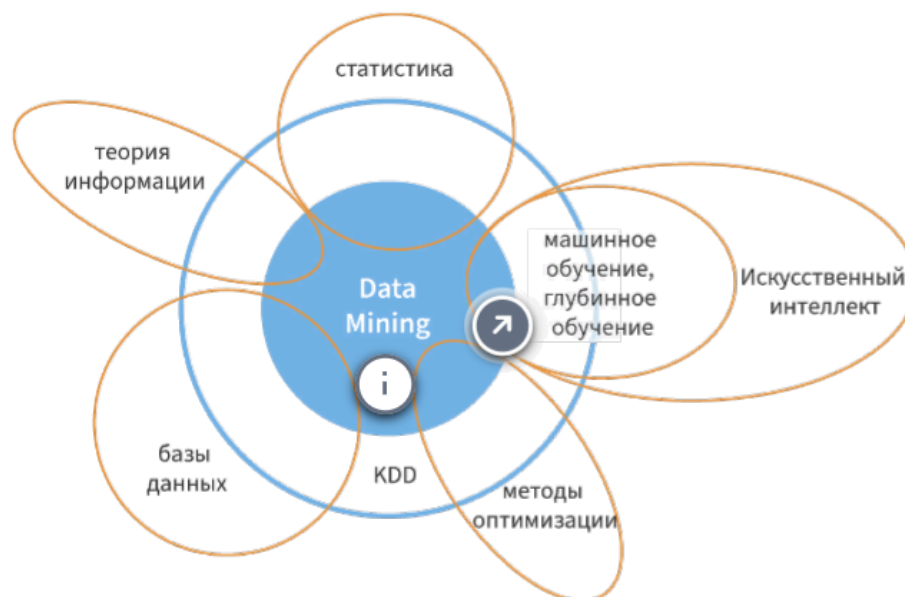 статистика
теория
информации
машинное
обучение,
глубинное
обучение
Искусственный
интеллект
Data
Mining
i
базы
данных
KDD
методы
оптимизации